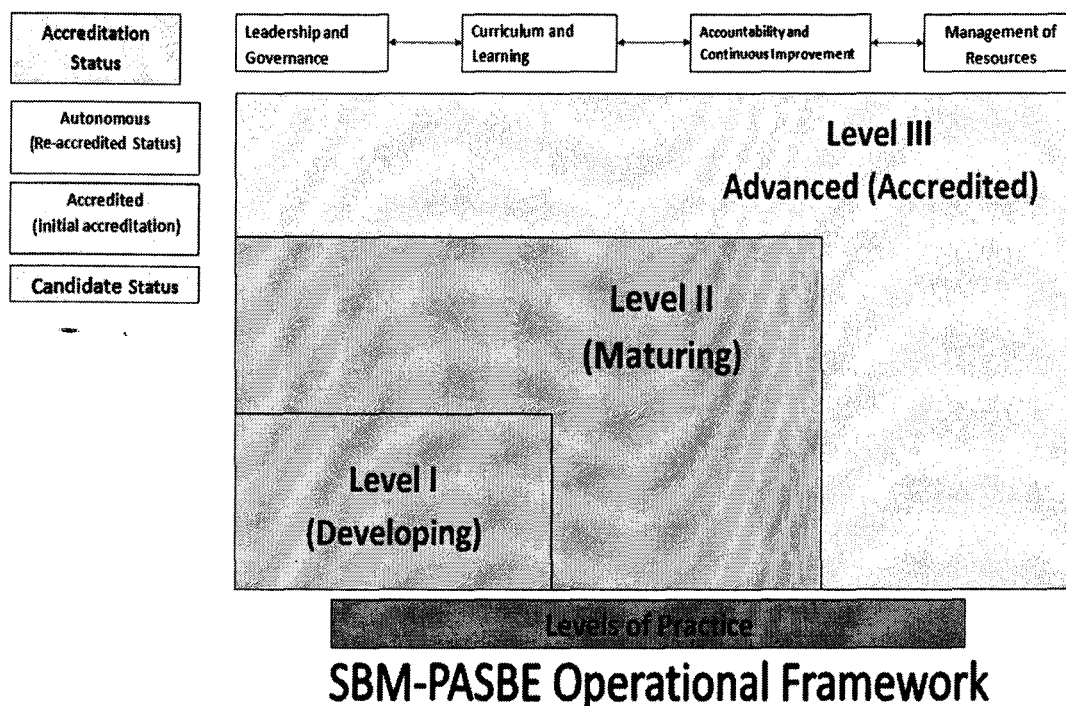 Accreditation
Status
Leadership and
Governance
Curriculum and
Learning
Accountability and
Continuous Improvement
Management of
Resources
Autonomous
(Re-accredited Status)
Accredited
(Initial accreditation)
Candidate Status
Level III
Advanced (Accredited)
Level II
(Maturing)
Level I
(Developing)
Levels of Practice
SBM-PASBE Operational Framework